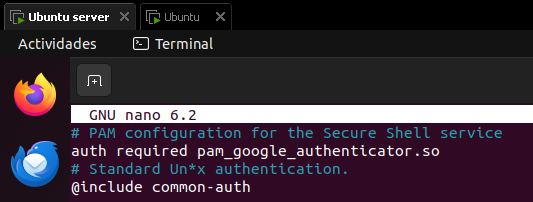 Ubuntu server
Ubuntu
Actividades
Terminal
GNU nano 6.2
# PAM configuration for the Secure Shell service
auth required pam_google_authenticator.so
# Standard Un*x authentication.
@include common-auth